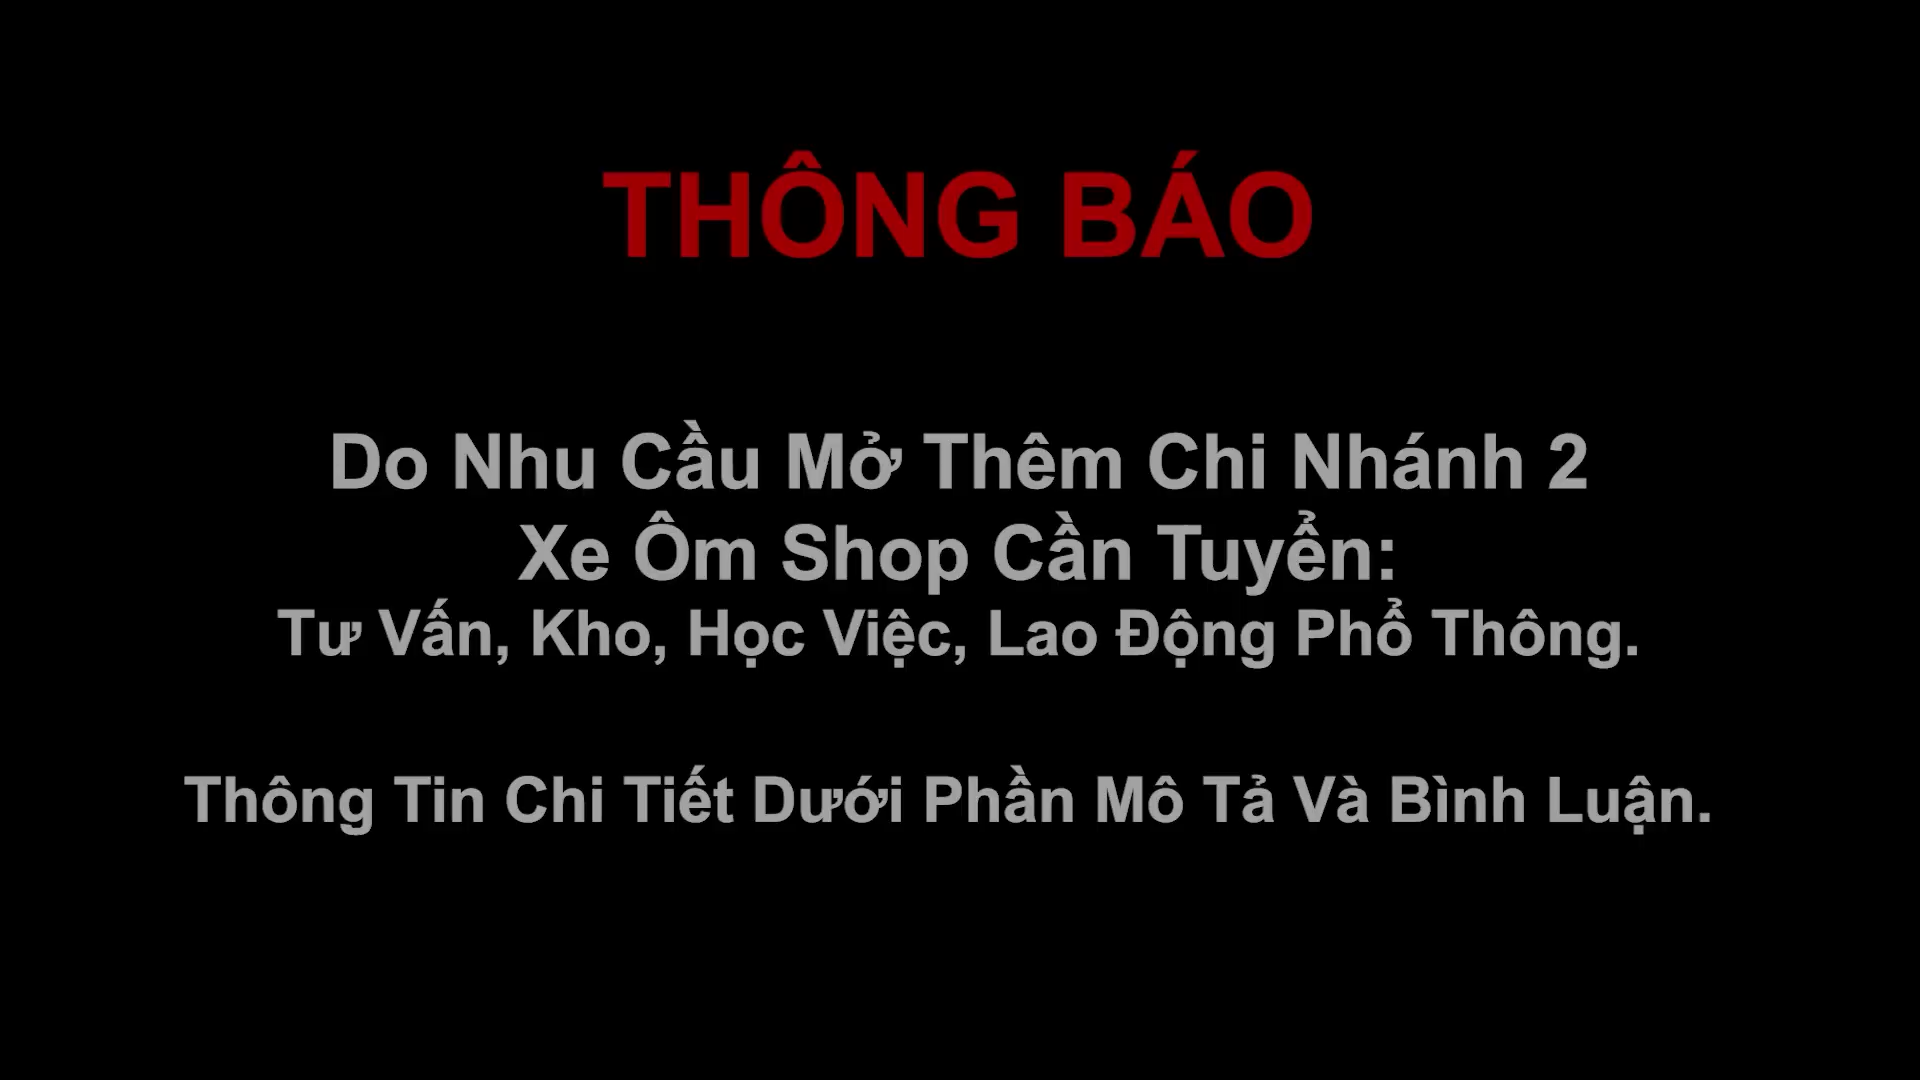 THÔNG BÁO
Do Nhu Cầu Mở Thêm Chi Nhánh 2
Xe Ôm Shop Cần Tuyển:
Tư Vấn, Kho, Học Việc, Lao Động Phổ Thông.
Thông Tin Chi Tiết Dưới Phần Mô Tả Và Bình Luận.